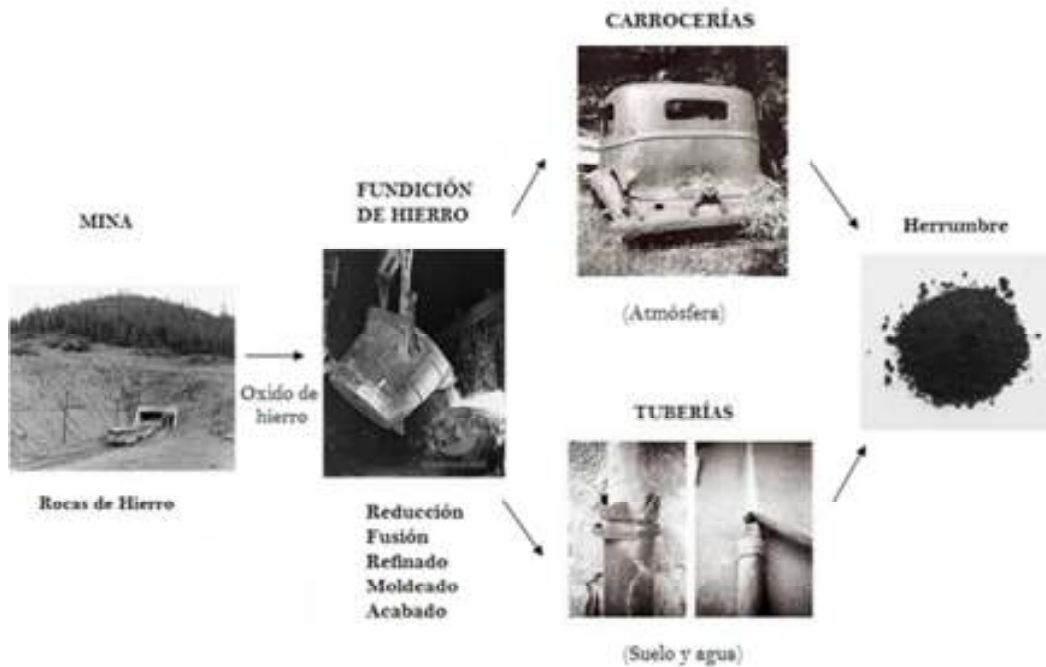 MINA
Rocas de Hierro
Oxido de
hierro
FUNDICIÓN
DE HIERRO
Reducción
Fusión
Refinado
Moldeado
Acabado
CARROCERÍAS
(Atmósfera)
TUBERÍAS
(Suelo y agua)
Herrumbre